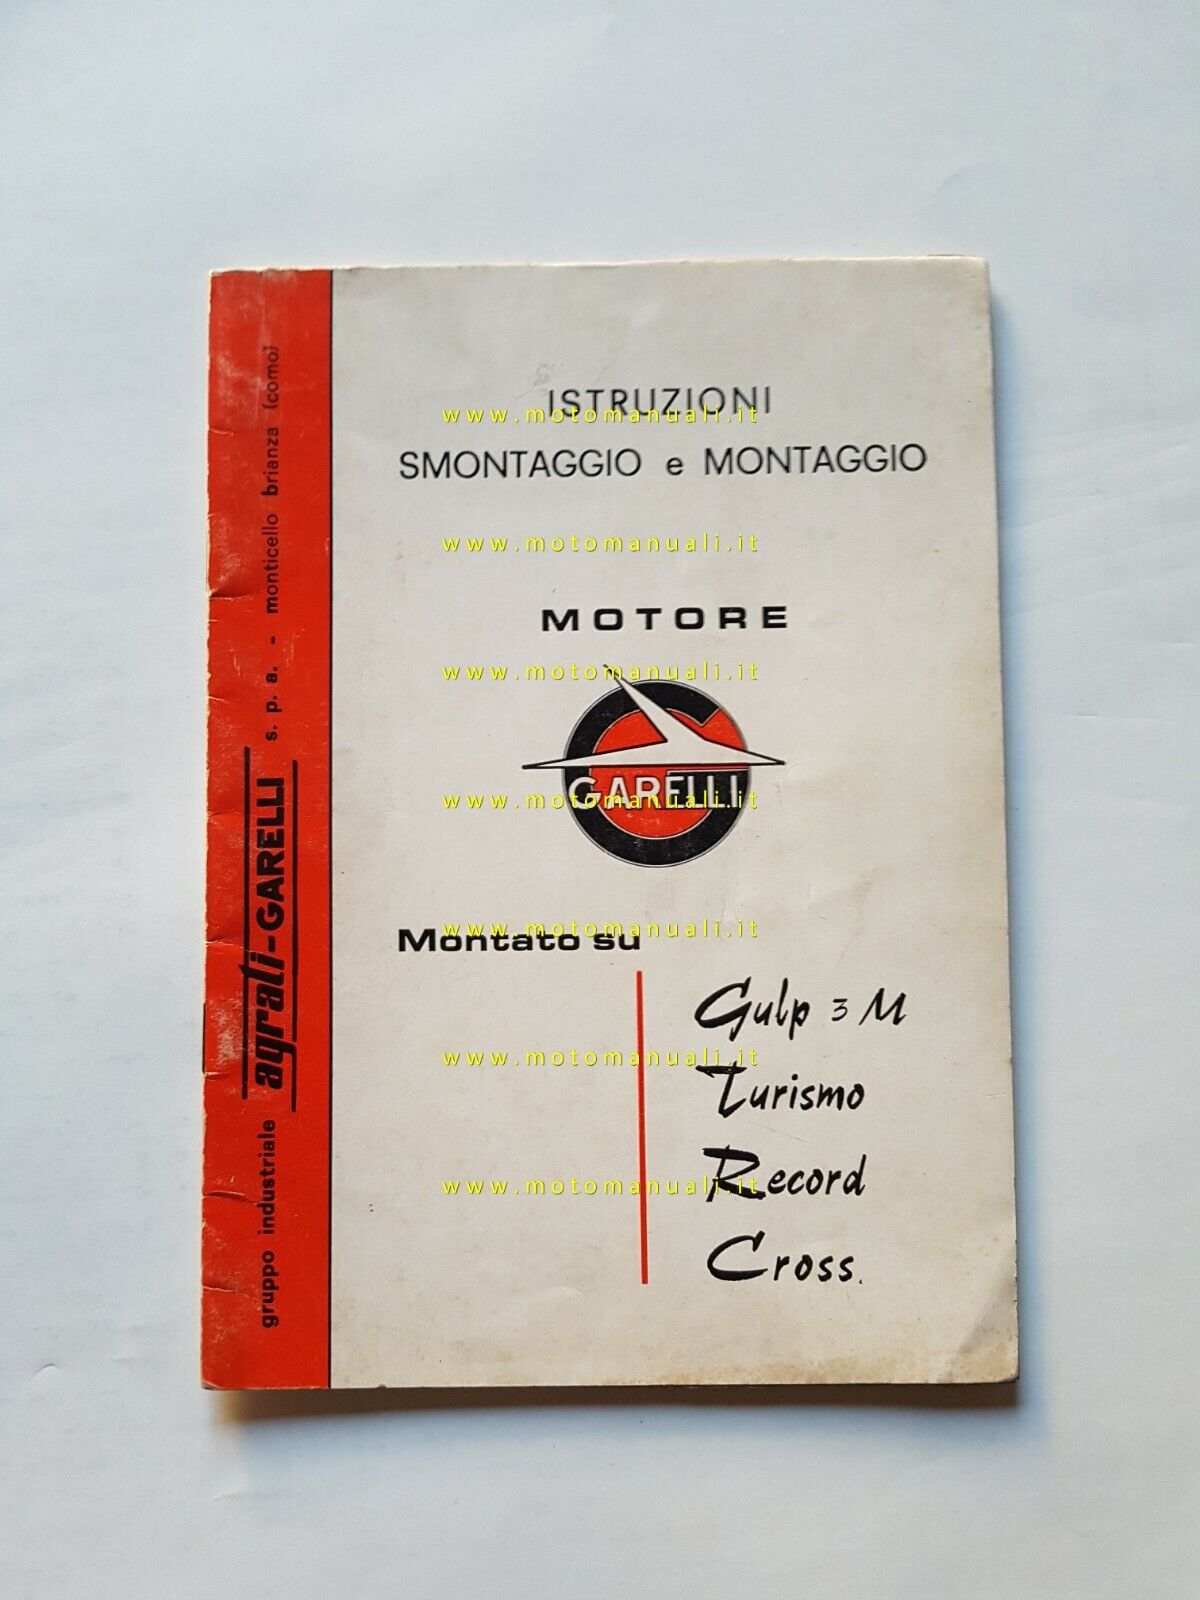 ISTRUZIONI
SMONTAGGIO e MONTAGGIO
MOTORE
GARELLI
Montato su
Gulp 3 M
Turismo
Record
Cross.
gruppo industriale agrati-GARELLI s. p. a. - monticello brianza (como)
www.motomanuali.it
www.motomanuali.it
www.motomanuali.it
www.motomanuali.it
www.motomanuali.it
www.motomanuali.it
www.motomanuali.it